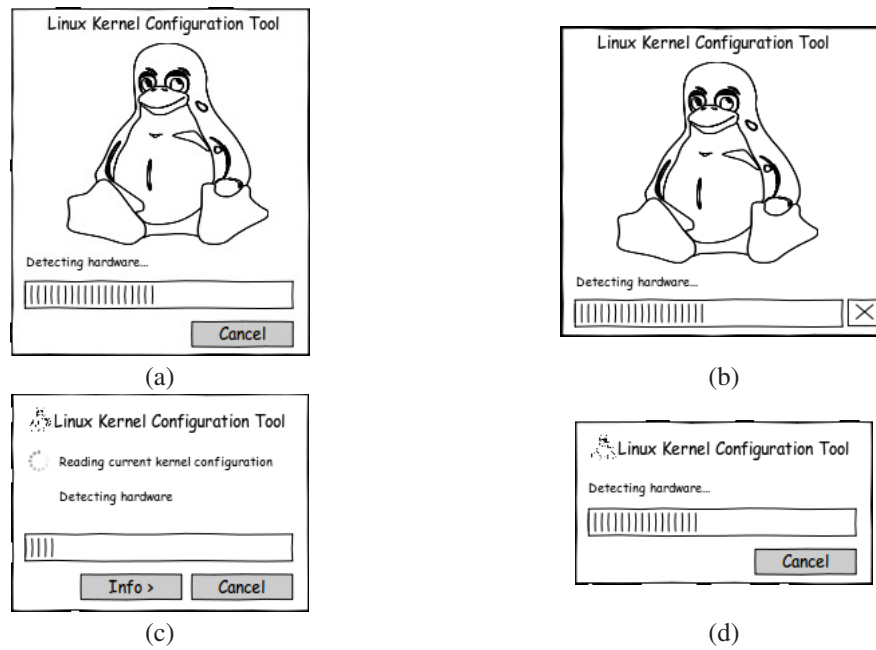 Linux Kernel Configuration Tool
Detecting hardware...
Cancel
(a)
Linux Kernel Configuration Tool
Detecting hardware...
(b)
Linux Kernel Configuration Tool
Reading current kernel configuration
Detecting hardware
Info >
Cancel
(c)
Linux Kernel Configuration Tool
Detecting hardware...
Cancel
(d)